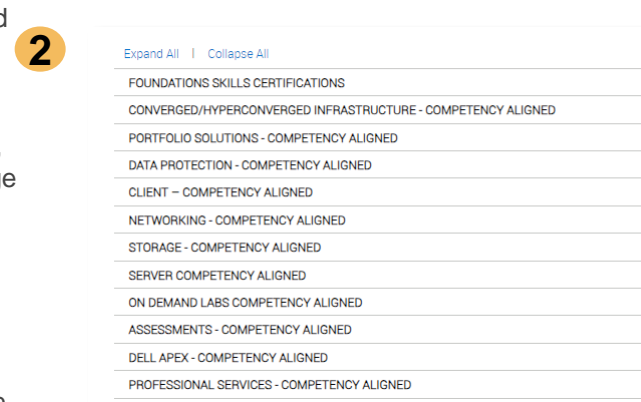 2
Expand All | Collapse All
FOUNDATIONS SKILLS CERTIFICATIONS
CONVERGED/HYPERCONVERGED INFRASTRUCTURE - COMPETENCY ALIGNED
PORTFOLIO SOLUTIONS - COMPETENCY ALIGNED
DATA PROTECTION - COMPETENCY ALIGNED
CLIENT – COMPETENCY ALIGNED
NETWORKING - COMPETENCY ALIGNED
STORAGE - COMPETENCY ALIGNED
SERVER COMPETENCY ALIGNED
ON DEMAND LABS COMPETENCY ALIGNED
ASSESSMENTS - COMPETENCY ALIGNED
DELL APEX - COMPETENCY ALIGNED
PROFESSIONAL SERVICES - COMPETENCY ALIGNED